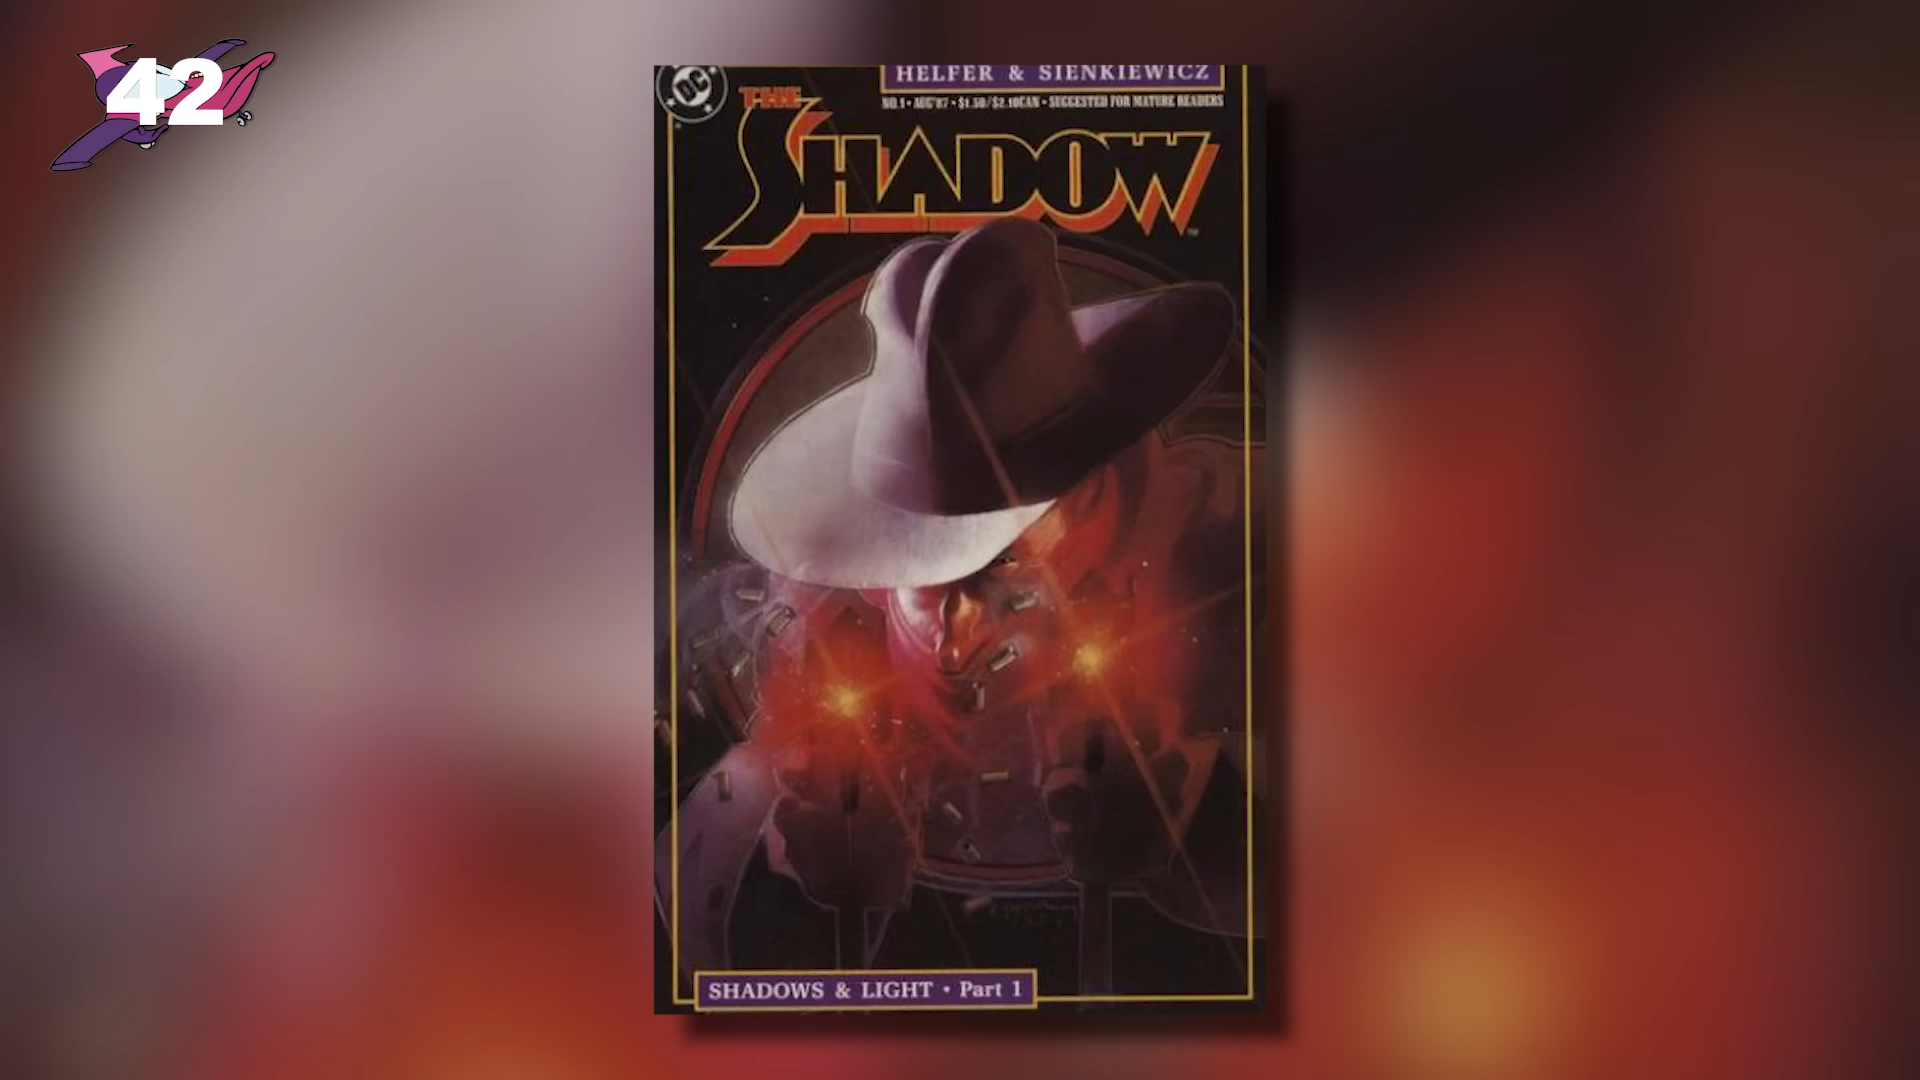 42
HELFER & SIENKIEWICZ
DC
NO.1 • AUG '87 • $1.50/$2.10CAN • SUGGESTED FOR MATURE READERS
THE
SHADOW
TM
SHADOWS & LIGHT • Part 1